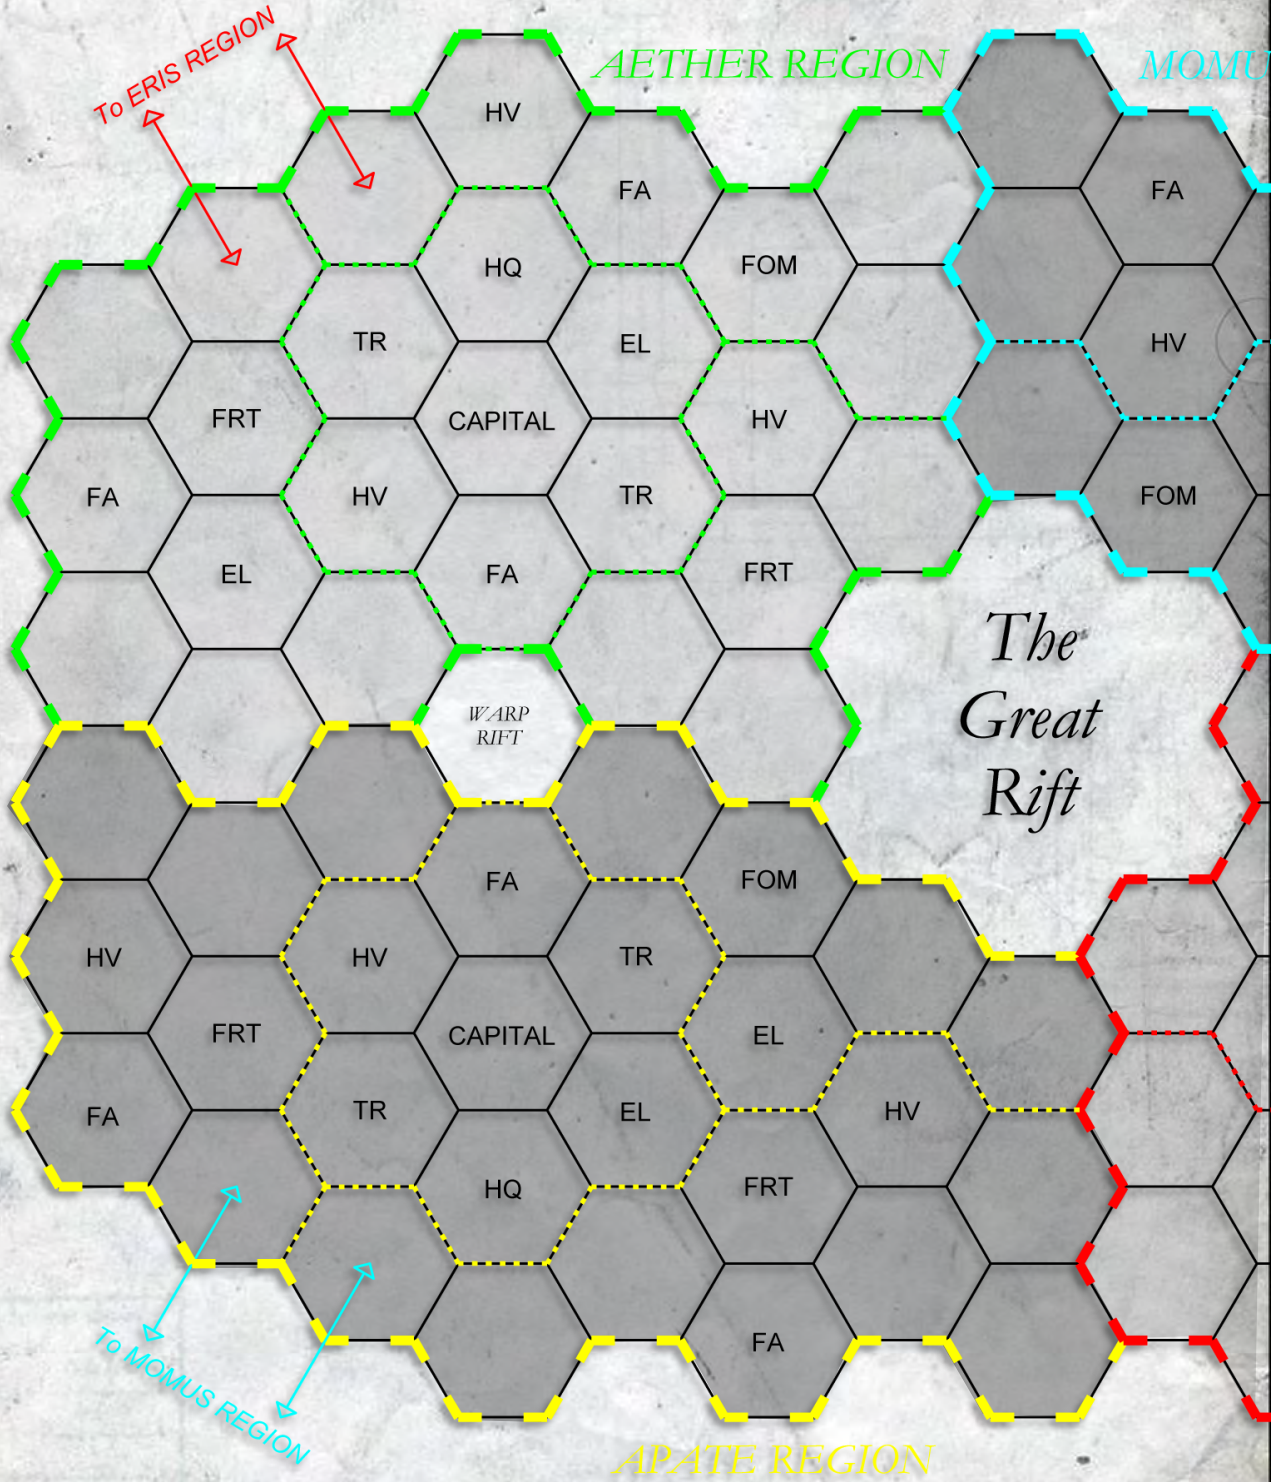 To ERIS REGION
AETHER REGION
MOMU
HV
FA
FA
HQ
FOM
TR
EL
HV
FRT
CAPITAL
HV
FA
HV
TR
FOM
EL
FA
FRT
The
Great
Rift
WARP
RIFT
FA
FOM
HV
HV
TR
FRT
CAPITAL
EL
FA
TR
EL
HV
HQ
FRT
FA
To MOMUS REGION
APATE REGION